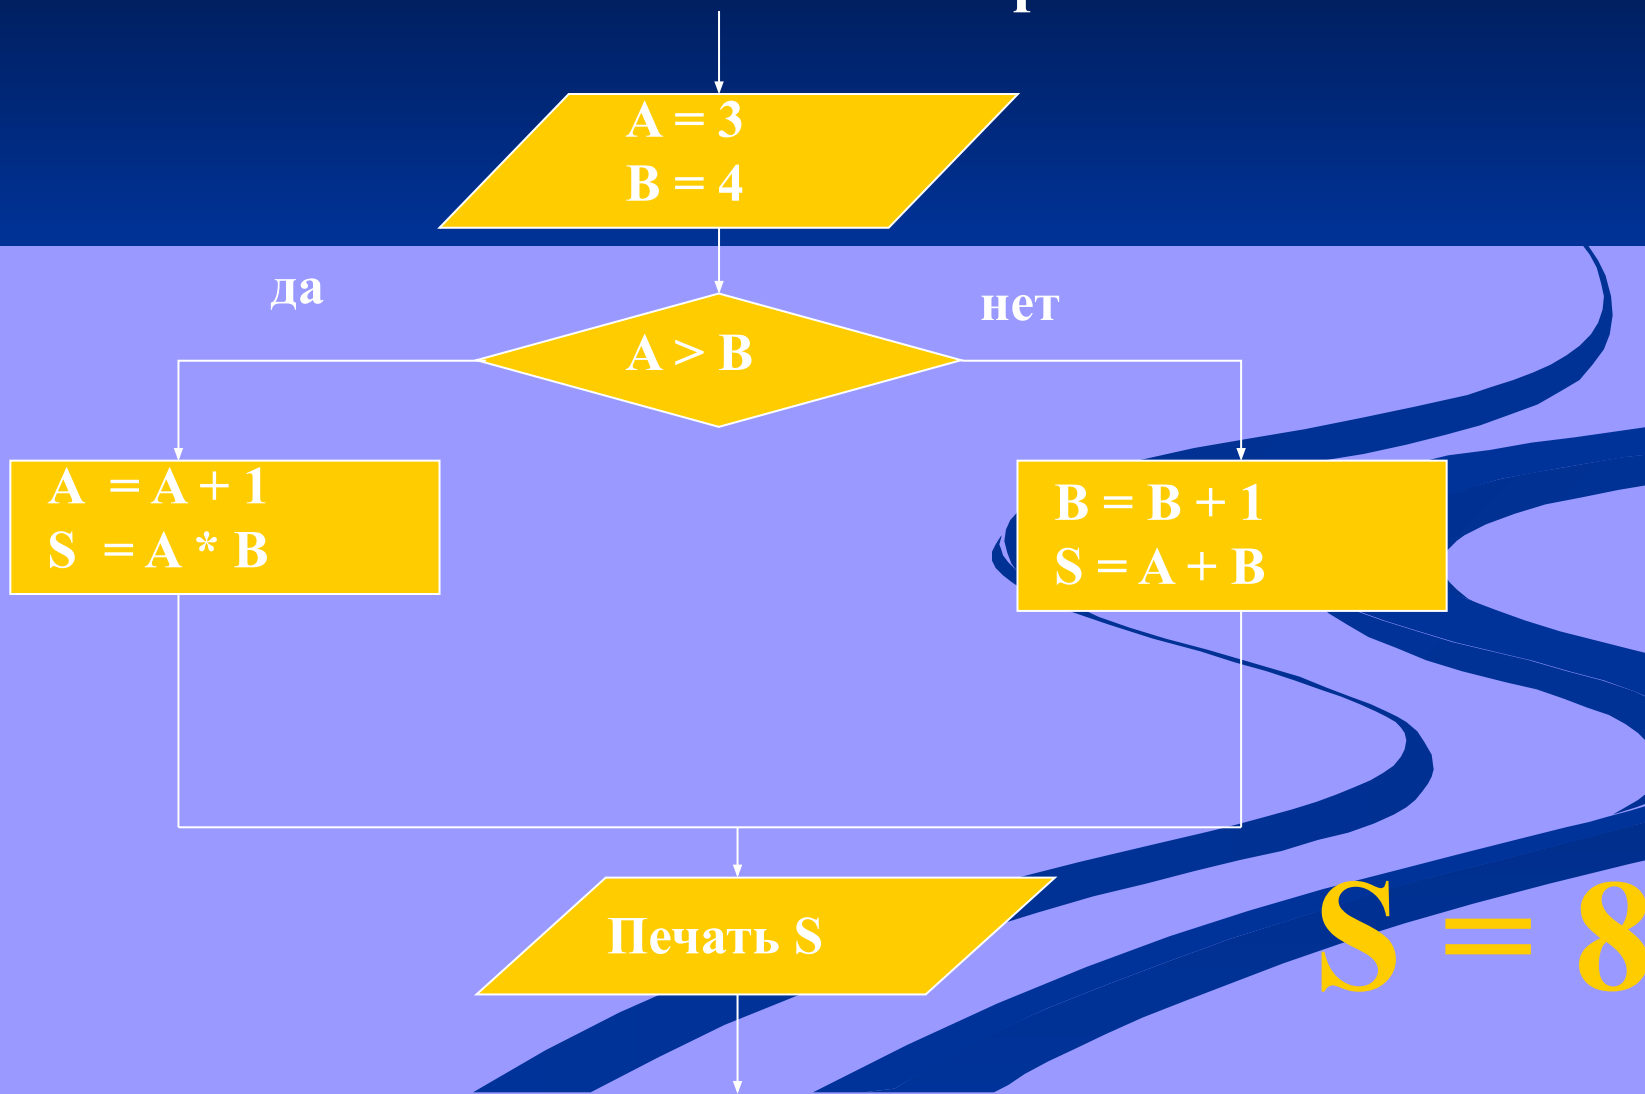 A = 3
B = 4
да
нет
A > B
A = A + 1
S = A * B
B = B + 1
S = A + B
Печать S
S = 8